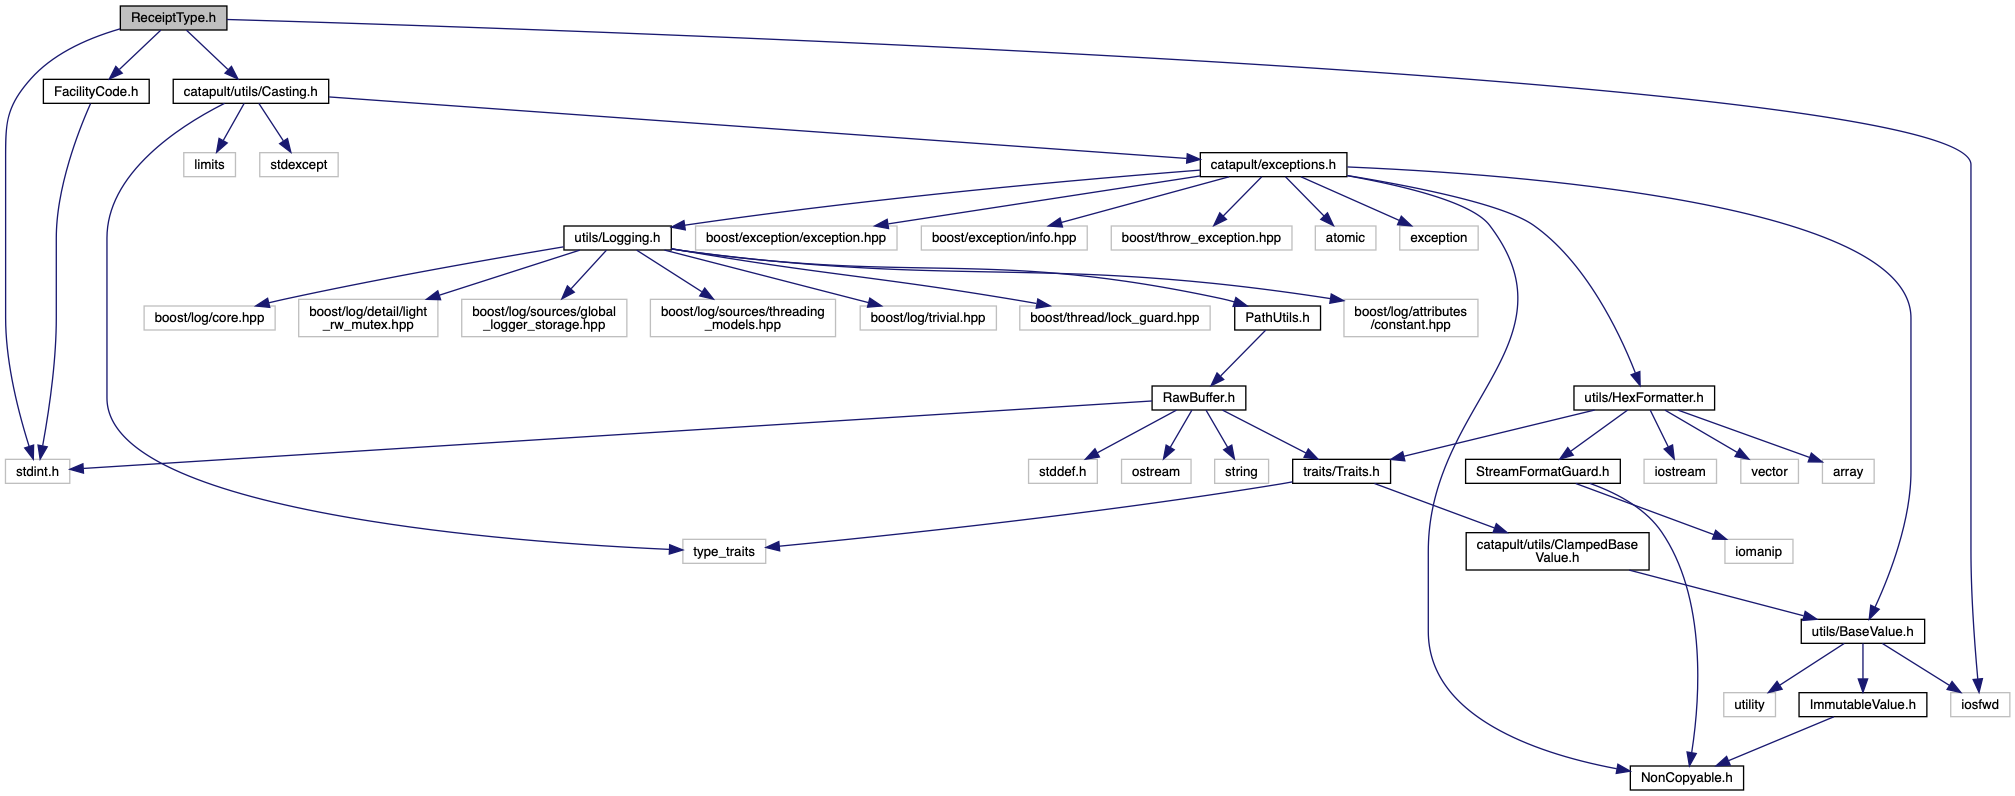 ReceiptType.h
FacilityCode.h
catapult/utils/Casting.h
limits
stdexcept
catapult/exceptions.h
utils/Logging.h
boost/exception/exception.hpp
boost/exception/info.hpp
boost/throw_exception.hpp
atomic
exception
boost/log/core.hpp
boost/log/detail/light
_rw_mutex.hpp
boost/log/sources/global
_logger_storage.hpp
boost/log/sources/threading
_models.hpp
boost/log/trivial.hpp
boost/thread/lock_guard.hpp
PathUtils.h
boost/log/attributes
/constant.hpp
RawBuffer.h
utils/HexFormatter.h
stdint.h
stddef.h
ostream
string
traits/Traits.h
StreamFormatGuard.h
iostream
vector
array
type_traits
catapult/utils/ClampedBase
Value.h
iomanip
utils/BaseValue.h
utility
ImmutableValue.h
iosfwd
NonCopyable.h